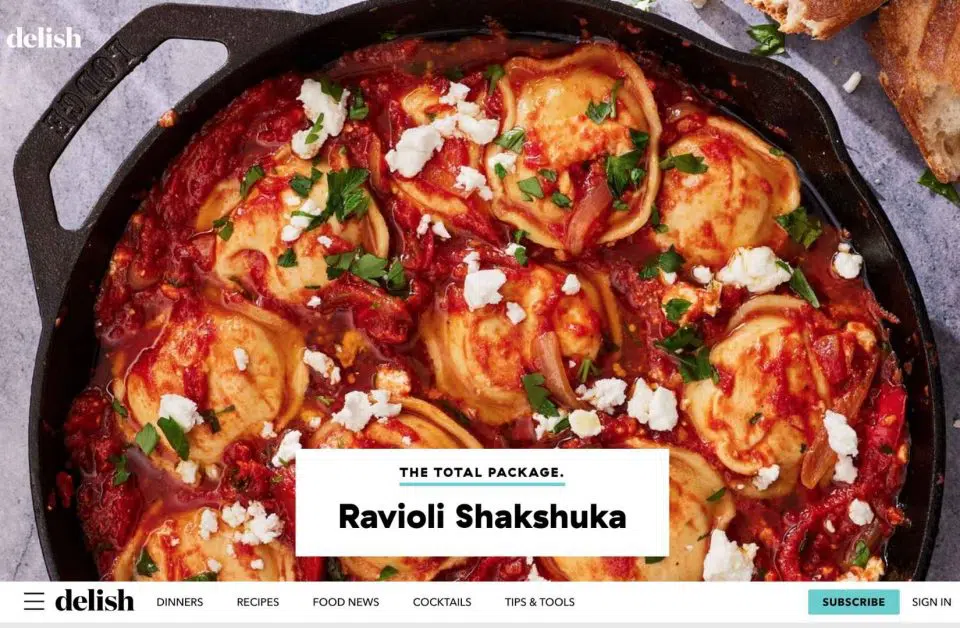 delish
LODGE
THE TOTAL PACKAGE.
Ravioli Shakshuka
delish DINNERS RECIPES FOOD NEWS COCKTAILS TIPS & TOOLS SUBSCRIBE SIGN IN